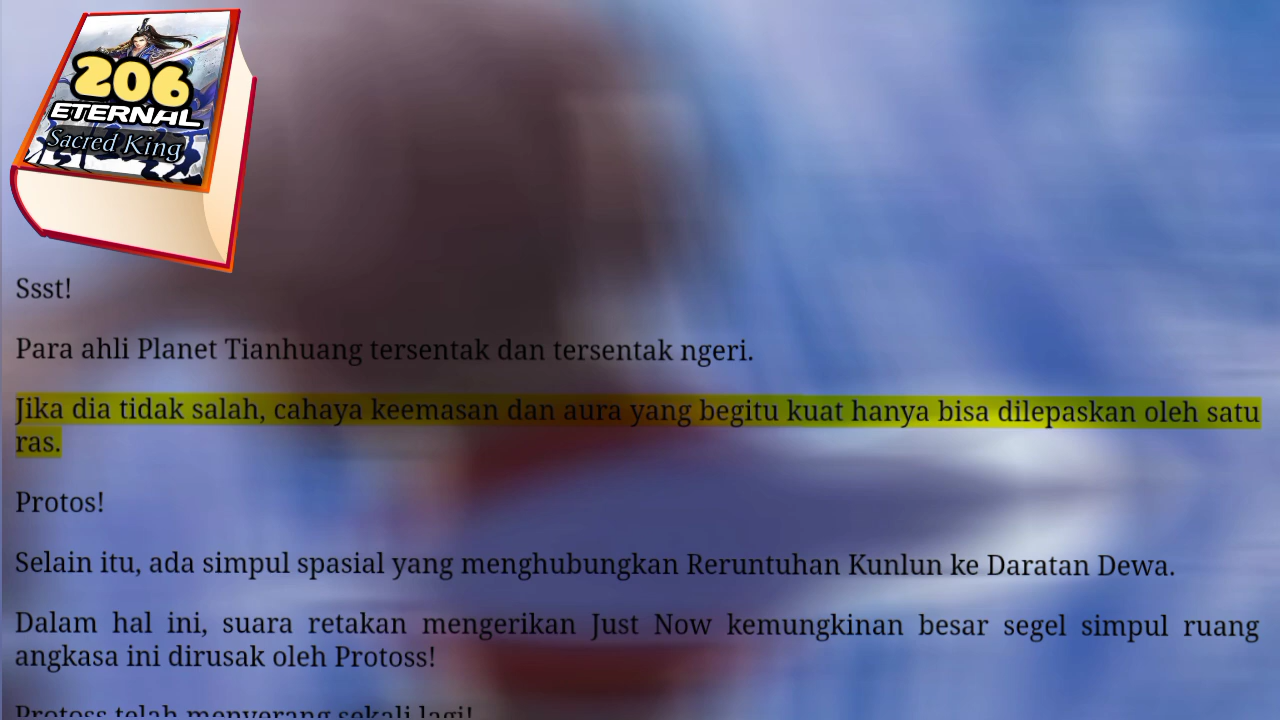 206
ETERNAL
Sacred King
Ssst!
Para ahli Planet Tianhuang tersentak dan tersentak ngeri.
Jika dia tidak salah, cahaya keemasan dan aura yang begitu kuat hanya bisa dilepaskan oleh satu
ras.
Protos!
Selain itu, ada simpul spasial yang menghubungkan Reruntuhan Kunlun ke Daratan Dewa.
Dalam hal ini, suara retakan mengerikan Just Now kemungkinan besar segel simpul ruang
angkasa ini dirusak oleh Protoss!
Protoss telah menyerang sekali lagi!